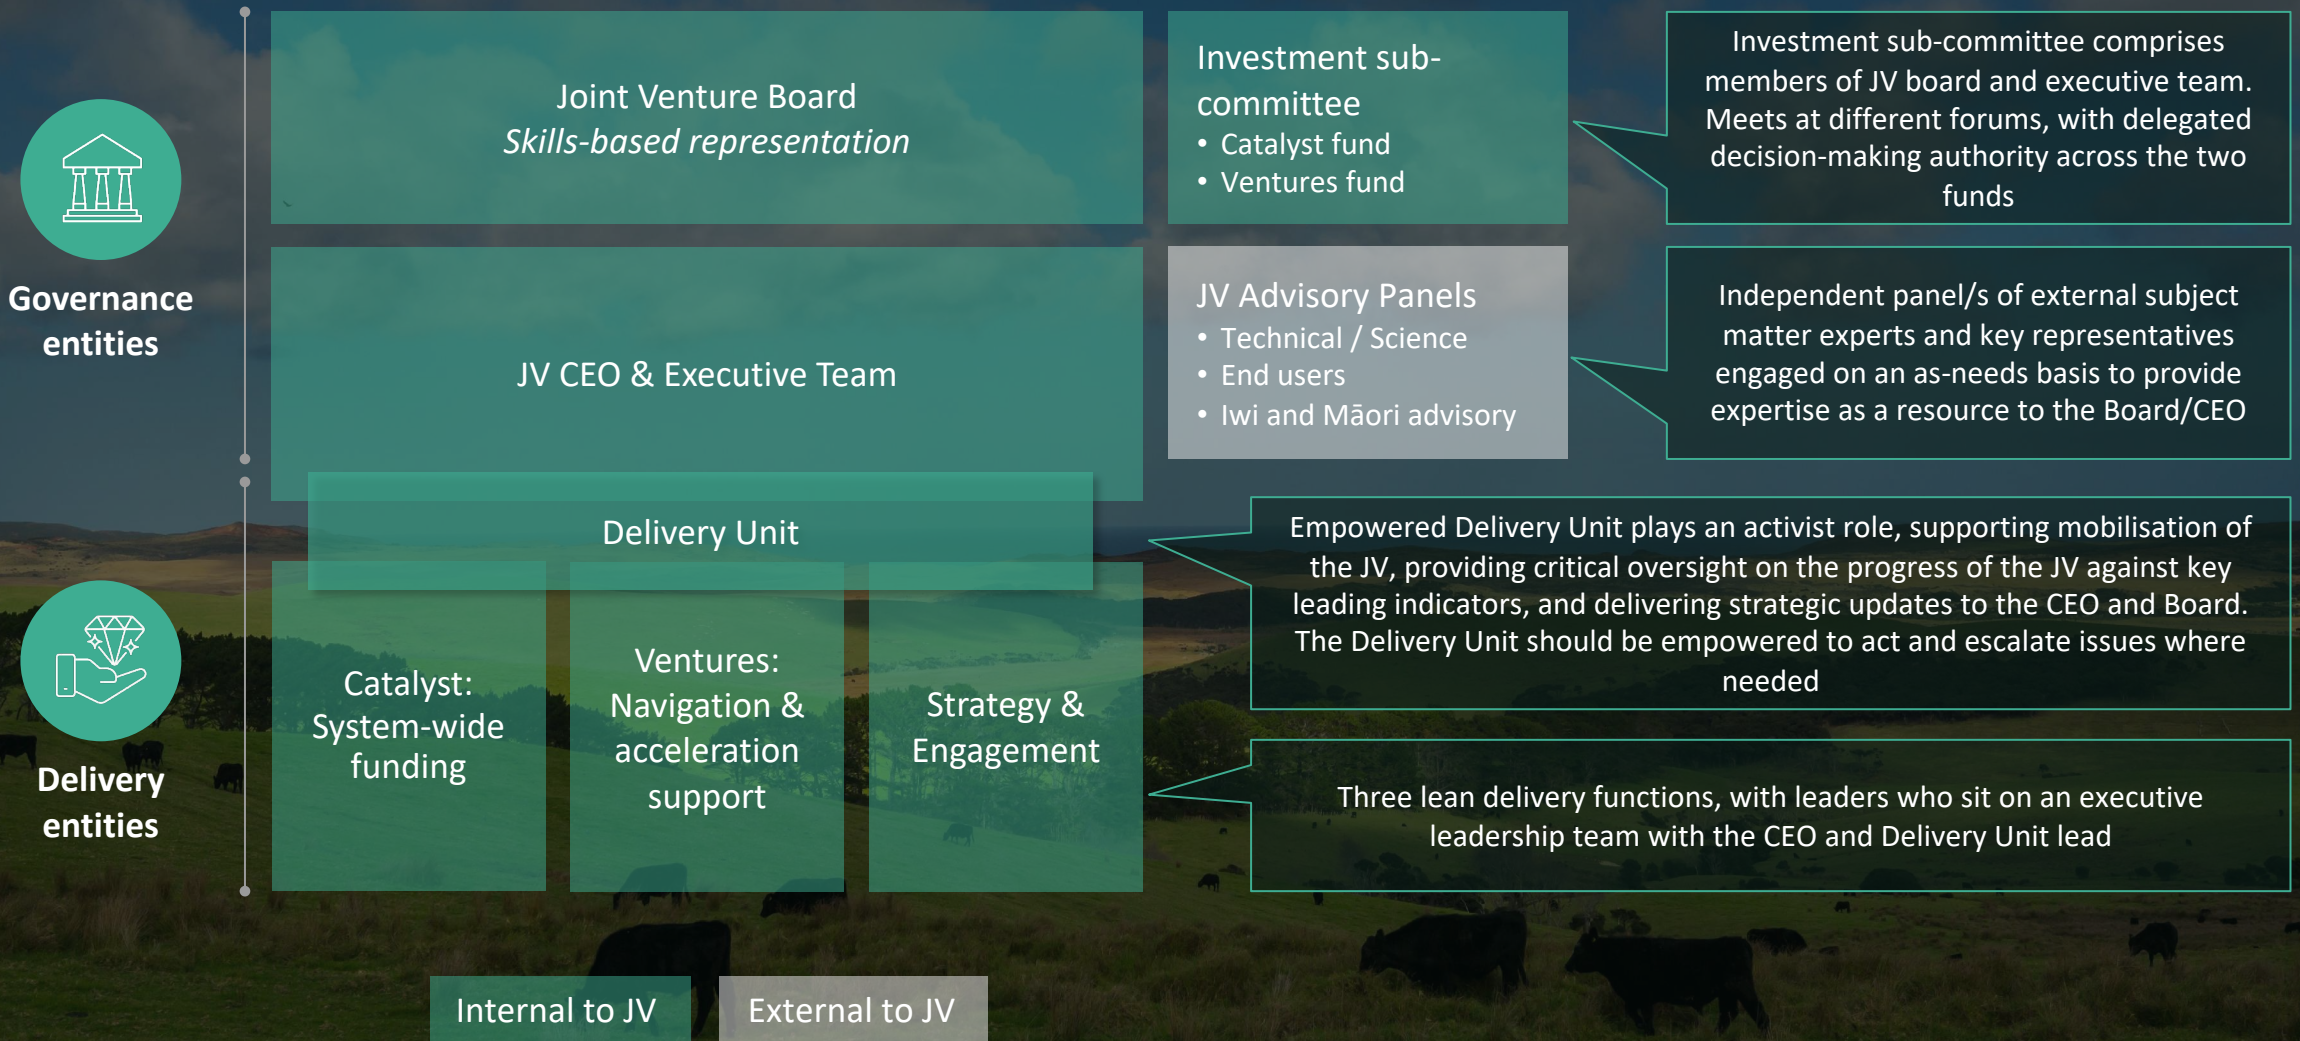 Governance
entities
Joint Venture Board
Skills-based representation
Investment sub-
committee
• Catalyst fund
• Ventures fund
Investment sub-committee comprises
members of JV board and executive team.
Meets at different forums, with delegated
decision-making authority across the two
funds
JV CEO & Executive Team
JV Advisory Panels
• Technical / Science
• End users
• Iwi and Māori advisory
Independent panel/s of external subject
matter experts and key representatives
engaged on an as-needs basis to provide
expertise as a resource to the Board/CEO
Delivery
entities
Delivery Unit
Empowered Delivery Unit plays an activist role, supporting mobilisation of
the JV, providing critical oversight on the progress of the JV against key
leading indicators, and delivering strategic updates to the CEO and Board.
The Delivery Unit should be empowered to act and escalate issues where
needed
Catalyst:
System-wide
funding
Ventures:
Navigation &
acceleration
support
Strategy &
Engagement
Three lean delivery functions, with leaders who sit on an executive
leadership team with the CEO and Delivery Unit lead
Internal to JV
External to JV